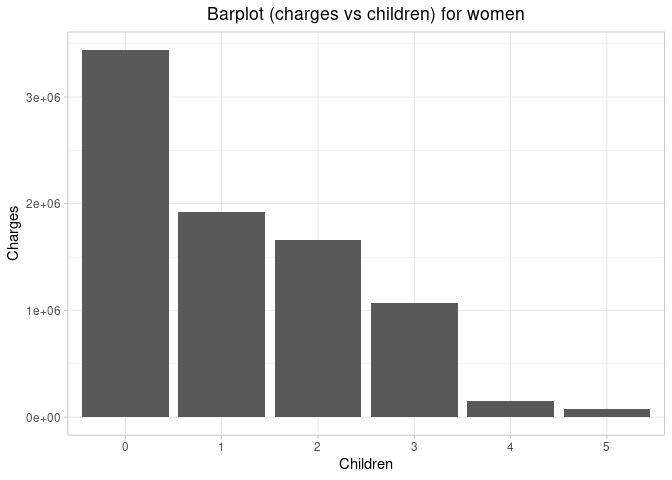 Barplot (charges vs children) for women
3e+06
2e+06
1e+06
0e+00
Charges
0 1 2 3 4 5
Children